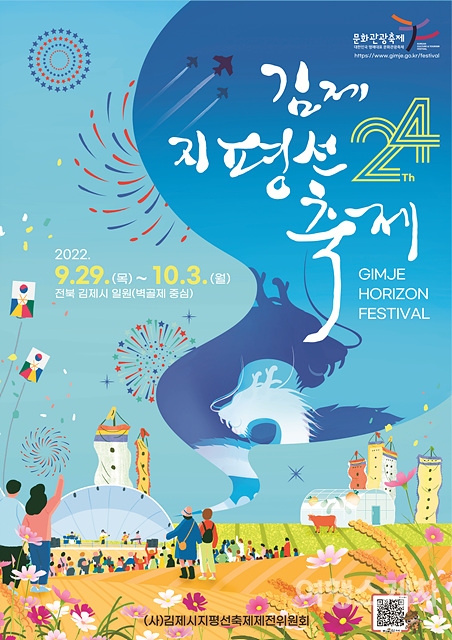 문화관광축제
대한민국 명예대표 문화관광축제
https://www.gimje.go.kr/festival
김제
지평선
축제
24Th
GIMJE
HORIZON
FESTIVAL
2022.
9.29.(목) ~ 10.3.(월)
전북 김제시 일원(벽골제 중심)
(사)김제시지평선축제제전위원회